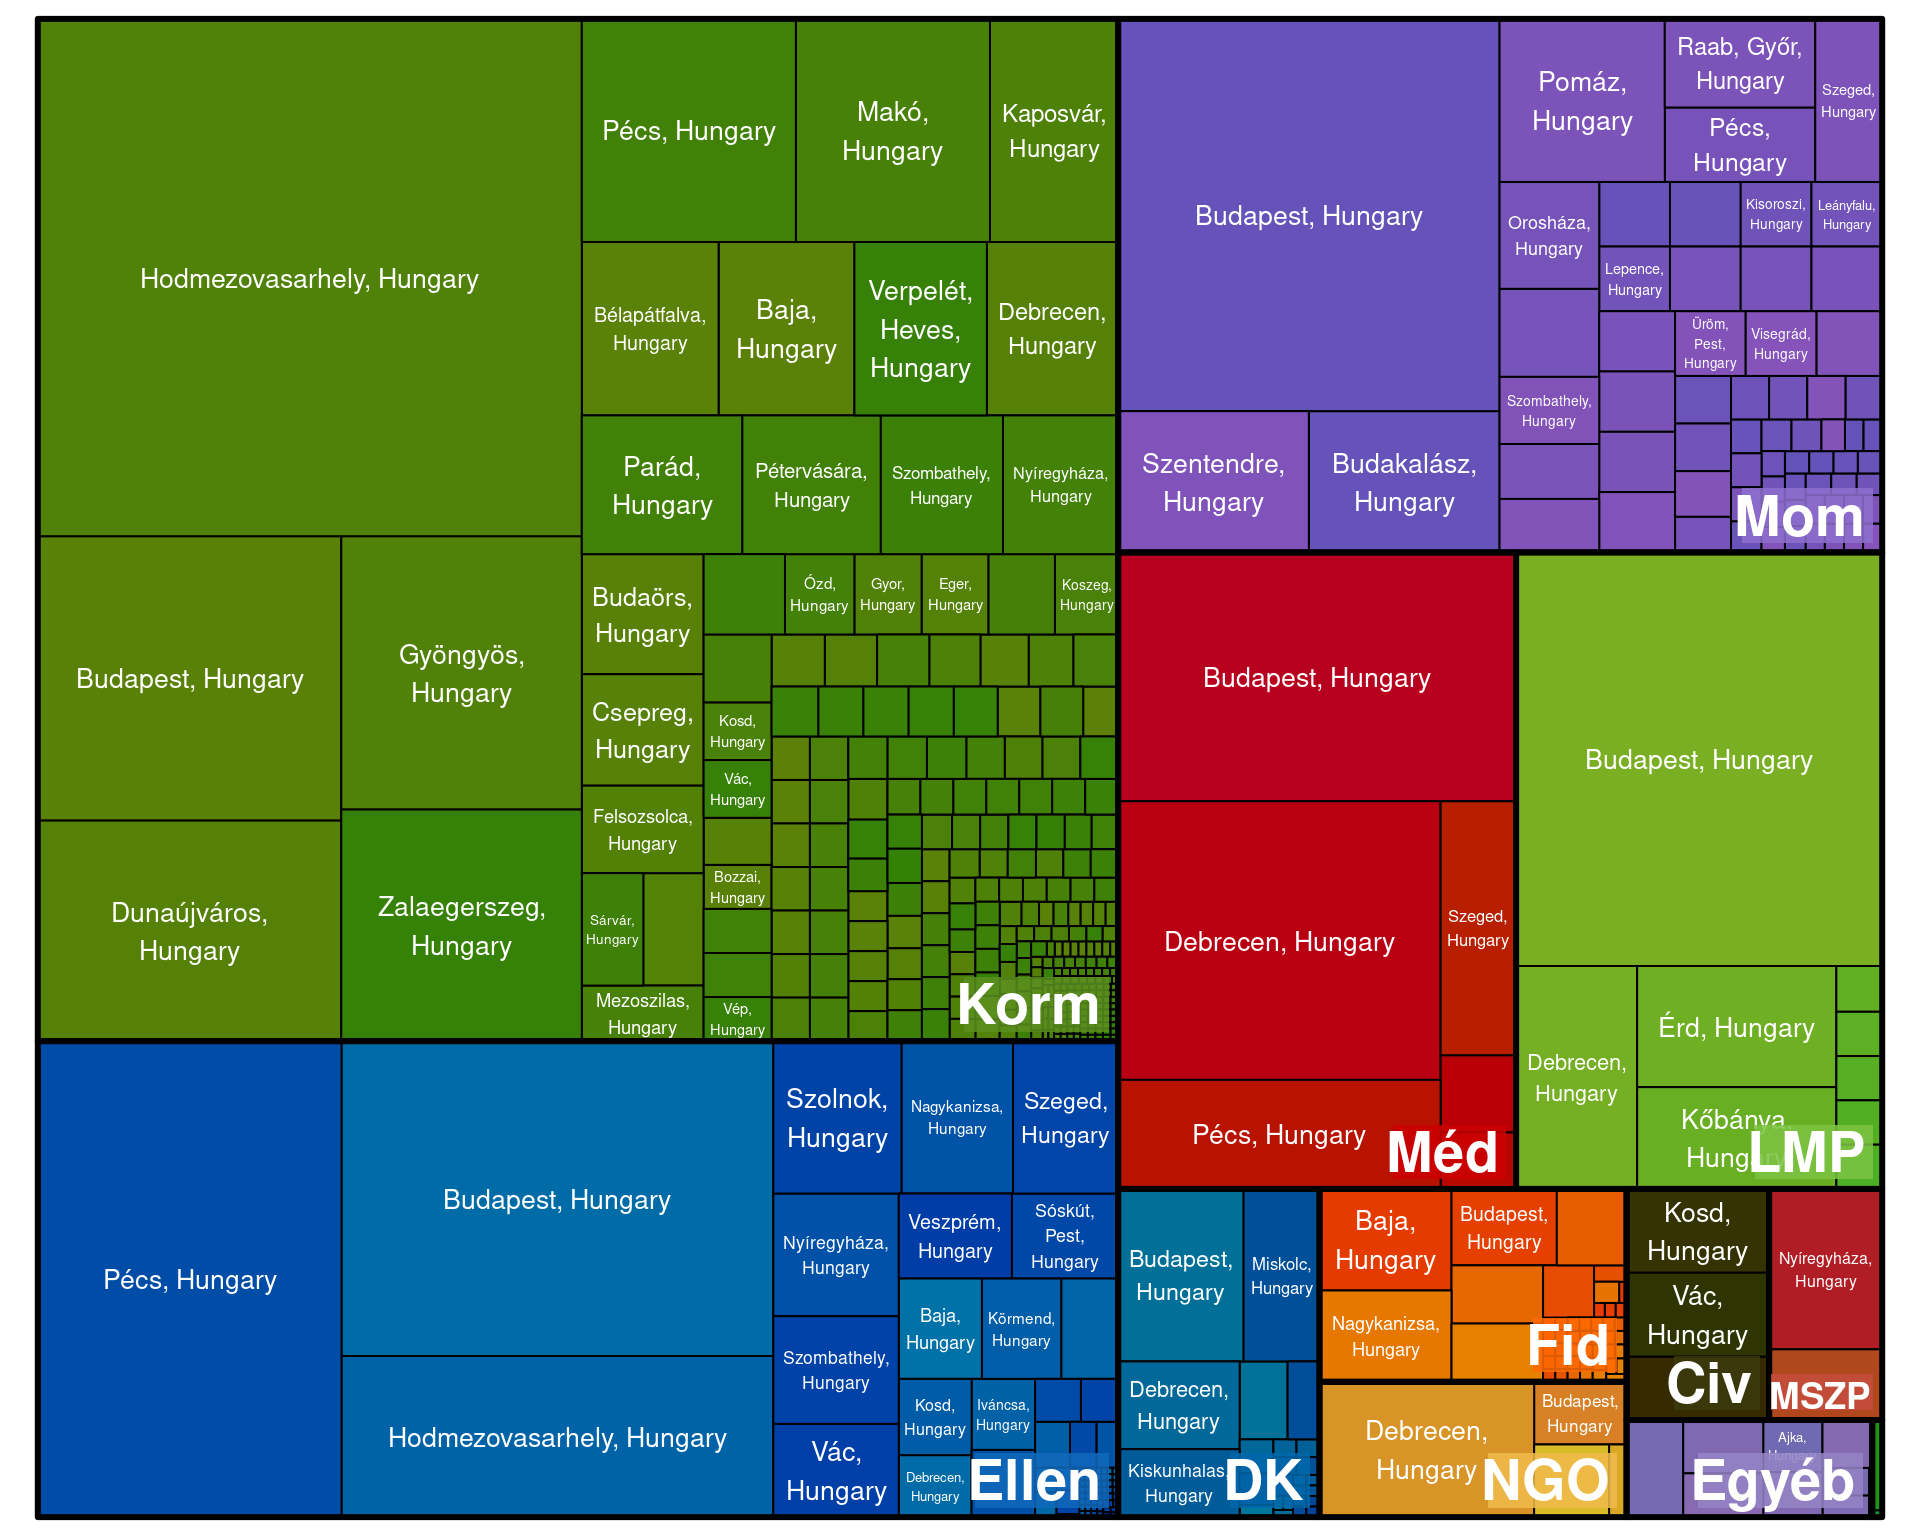 Hodmezovasarhely, Hungary
Pécs, Hungary
Makó,
Hungary
Kaposvár,
Hungary
Bélapátfalva,
Hungary
Baja,
Hungary
Verpelét,
Heves,
Hungary
Debrecen,
Hungary
Parád,
Hungary
Pétervására,
Hungary
Szombathely,
Hungary
Nyíregyháza,
Hungary
Budapest, Hungary
Gyöngyös,
Hungary
Dunaújváros,
Hungary
Zalaegerszeg,
Hungary
Budaörs,
Hungary
Ózd,
Hungary
Gyor,
Hungary
Eger,
Hungary
Koszeg,
Hungary
Csepreg,
Hungary
Kosd,
Hungary
Vác,
Hungary
Felsozsolca,
Hungary
Bozzai,
Hungary
Sárvár,
Hungary
Mezoszilas,
Hungary
Vép,
Hungary
Korm
Budapest, Hungary
Pomáz,
Hungary
Raab, Győr,
Hungary
Pécs,
Hungary
Szeged,
Hungary
Orosháza,
Hungary
Kisoroszi,
Hungary
Leányfalu,
Hungary
Lepence,
Hungary
Üröm,
Pest,
Hungary
Visegrád,
Hungary
Szombathely,
Hungary
Szentendre,
Hungary
Budakalász,
Hungary
Mom
Budapest, Hungary
Debrecen, Hungary
Szeged,
Hungary
Pécs, Hungary
Méd
Budapest, Hungary
Debrecen,
Hungary
Érd, Hungary
Kőbánya,
Hungary
LMP
Pécs, Hungary
Budapest, Hungary
Hodmezovasarhely, Hungary
Szolnok,
Hungary
Nagykanizsa,
Hungary
Szeged,
Hungary
Nyíregyháza,
Hungary
Veszprém,
Hungary
Sóskút,
Pest,
Hungary
Baja,
Hungary
Körmend,
Hungary
Szombathely,
Hungary
Kosd,
Hungary
Iváncsa,
Hungary
Vác,
Hungary
Debrecen,
Hungary
Ellen
Budapest,
Hungary
Miskolc,
Hungary
Debrecen,
Hungary
Kiskunhalas,
Hungary
DK
Baja,
Hungary
Budapest,
Hungary
Nagykanizsa,
Hungary
Fid
Debrecen,
Hungary
Budapest,
Hungary
NGO
Kosd,
Hungary
Vác,
Hungary
Civ
Nyíregyháza,
Hungary
MSZP
Ajka,
Hungary
Egyéb